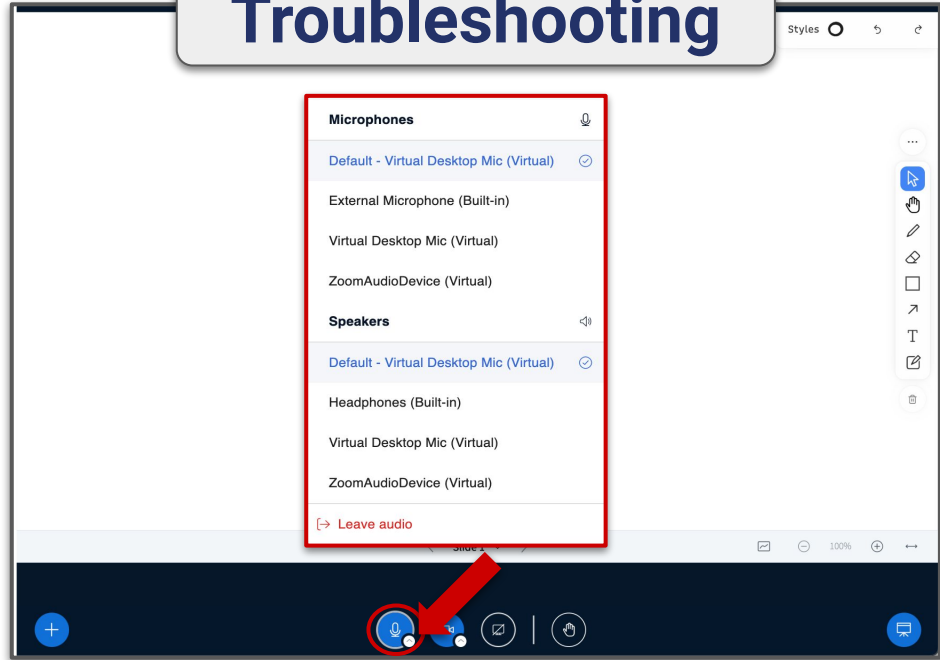 Troubleshooting
Styles
Microphones
Default - Virtual Desktop Mic (Virtual)
External Microphone (Built-in)
Virtual Desktop Mic (Virtual)
ZoomAudioDevice (Virtual)
Speakers
Default - Virtual Desktop Mic (Virtual)
Headphones (Built-in)
Virtual Desktop Mic (Virtual)
ZoomAudioDevice (Virtual)
Leave audio
Slide 1
100%
T